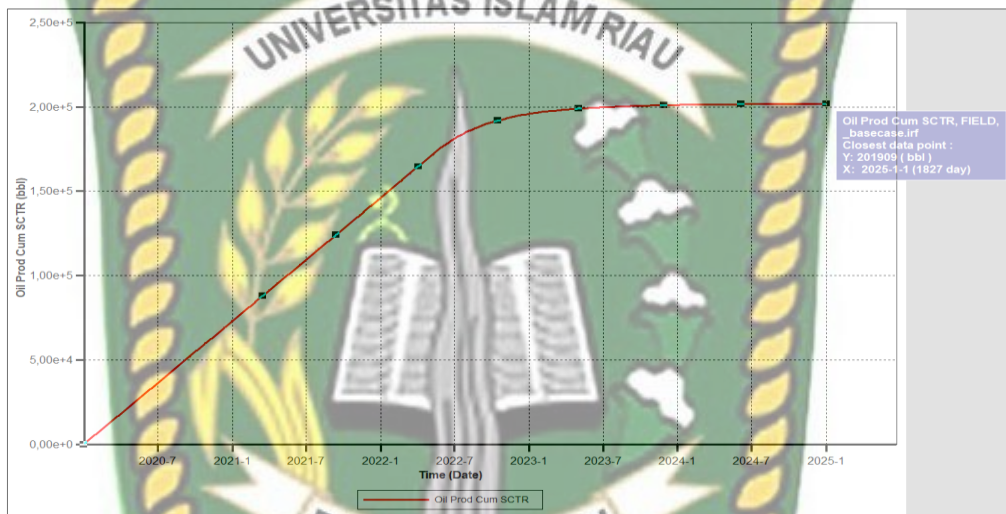 2,50e+5
2,00e+5
1,50e+5
1,00e+5
5,00e+4
0,00e+0
Oil Prod Cum SCTR (bbl)
UNIVERSITAS ISLAM RIAU
Oil Prod Cum SCTR, FIELD,
_basecase.irf
Closest data point :
Y: 201909 ( bbl )
X: 2025-1-1 (1827 day)
2020-7 2021-1 2021-7 2022-1 2022-7 2023-1 2023-7 2024-1 2024-7 2025-1
Time (Date)
Oil Prod Cum SCTR